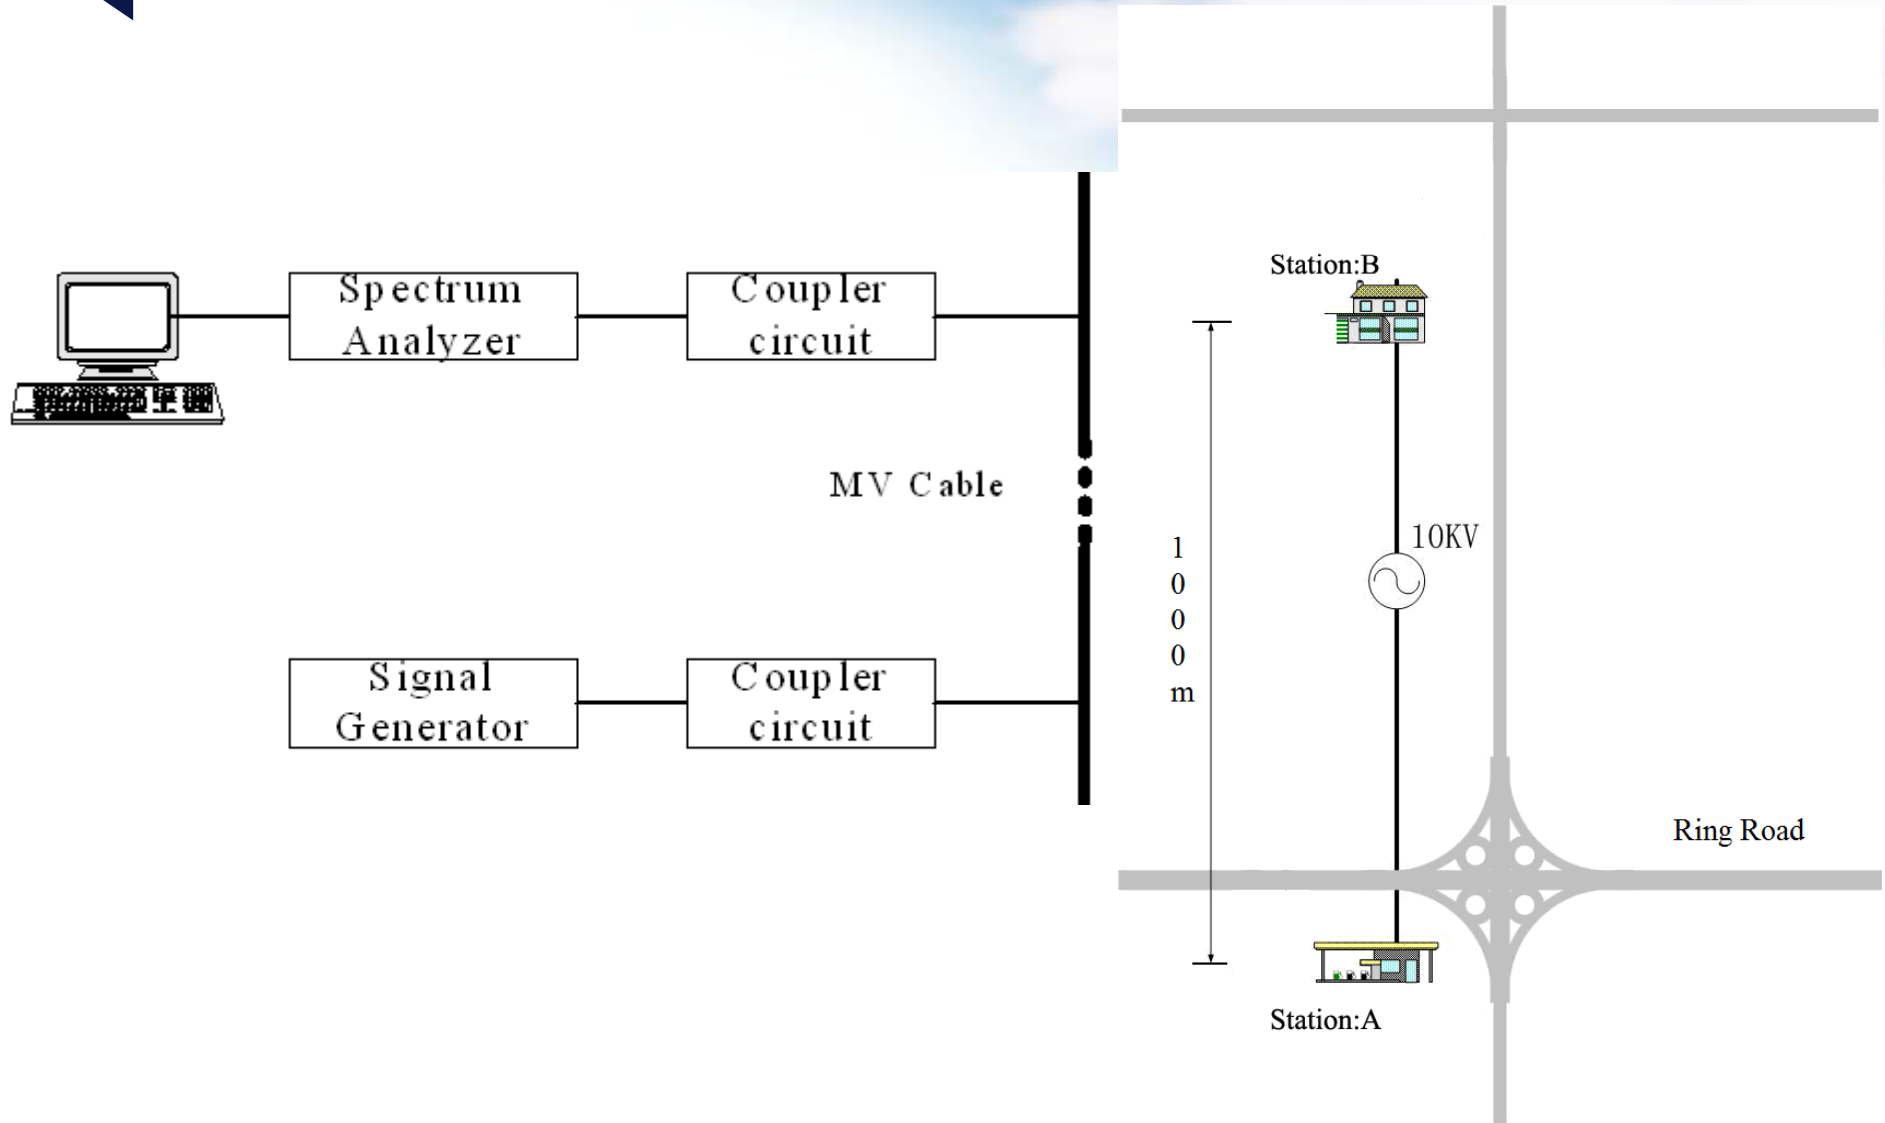 Spectrum
Analyzer
Coupler
circuit
MV Cable
Signal
Generator
Coupler
circuit
Station:B
10KV
1
0
0
0
m
Ring Road
Station:A